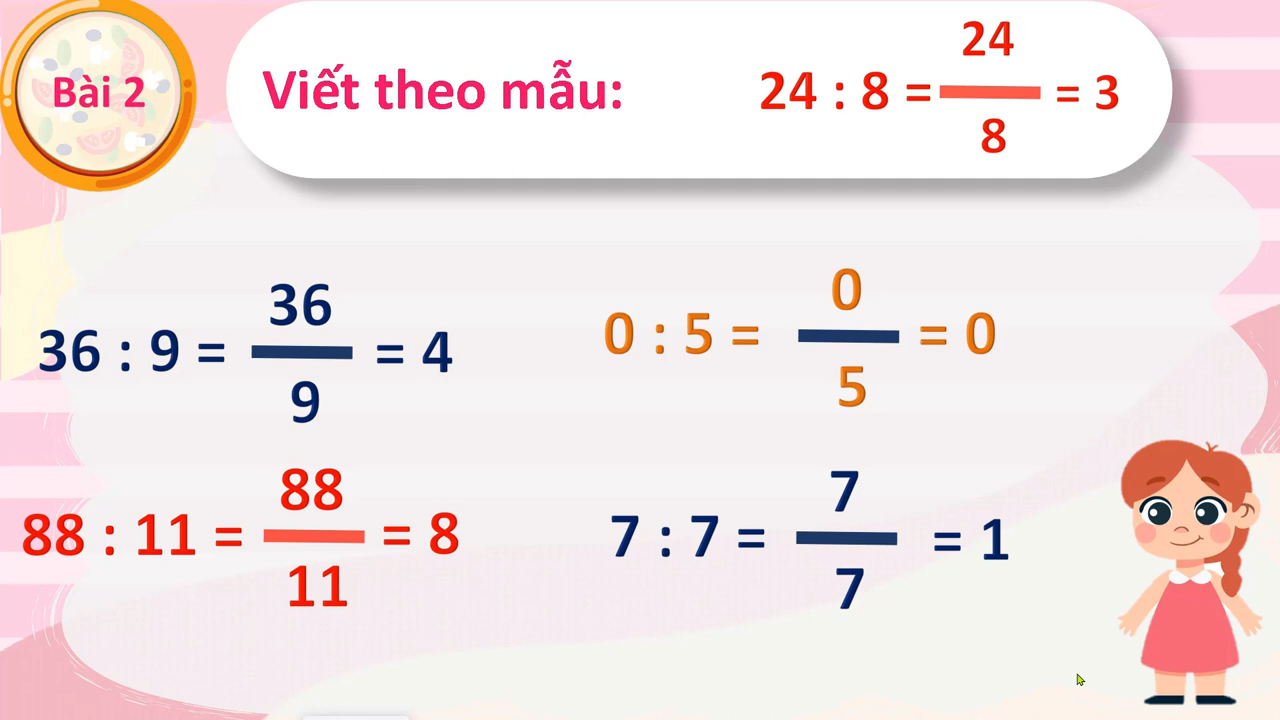 Bài 2
Viết theo mẫu: 24 : 8 = 24/8 = 3
36 : 9 = 36/9 = 4
0 : 5 = 0/5 = 0
88 : 11 = 88/11 = 8
7 : 7 = 7/7 = 1